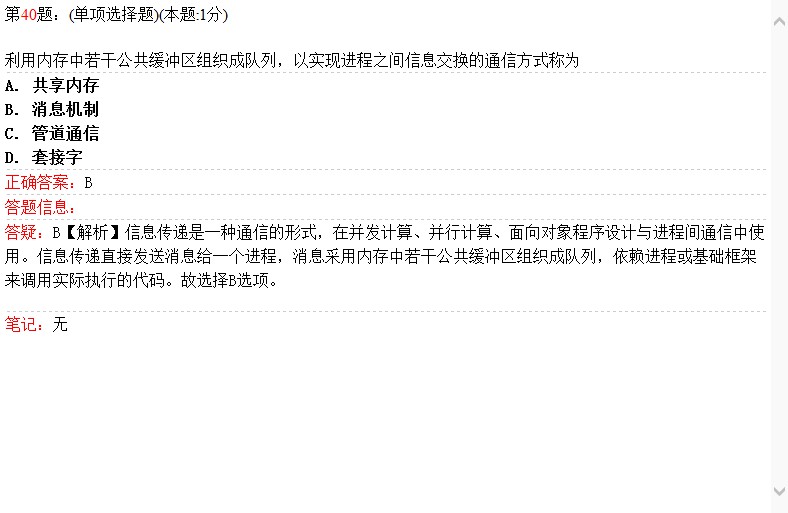 第40题：(单项选择题)(本题:1分)
利用内存中若干公共缓冲区组织成队列，以实现进程之间信息交换的通信方式称为
A. 共享内存
B. 消息机制
C. 管道通信
D. 套接字
正确答案：B
答题信息：
答疑：B【解析】信息传递是一种通信的形式，在并发计算、并行计算、面向对象程序设计与进程间通信中使
用。信息传递直接发送消息给一个进程，消息采用内存中若干公共缓冲区组织成队列，依赖进程或基础框架
来调用实际执行的代码。故选择B选项。
笔记：无